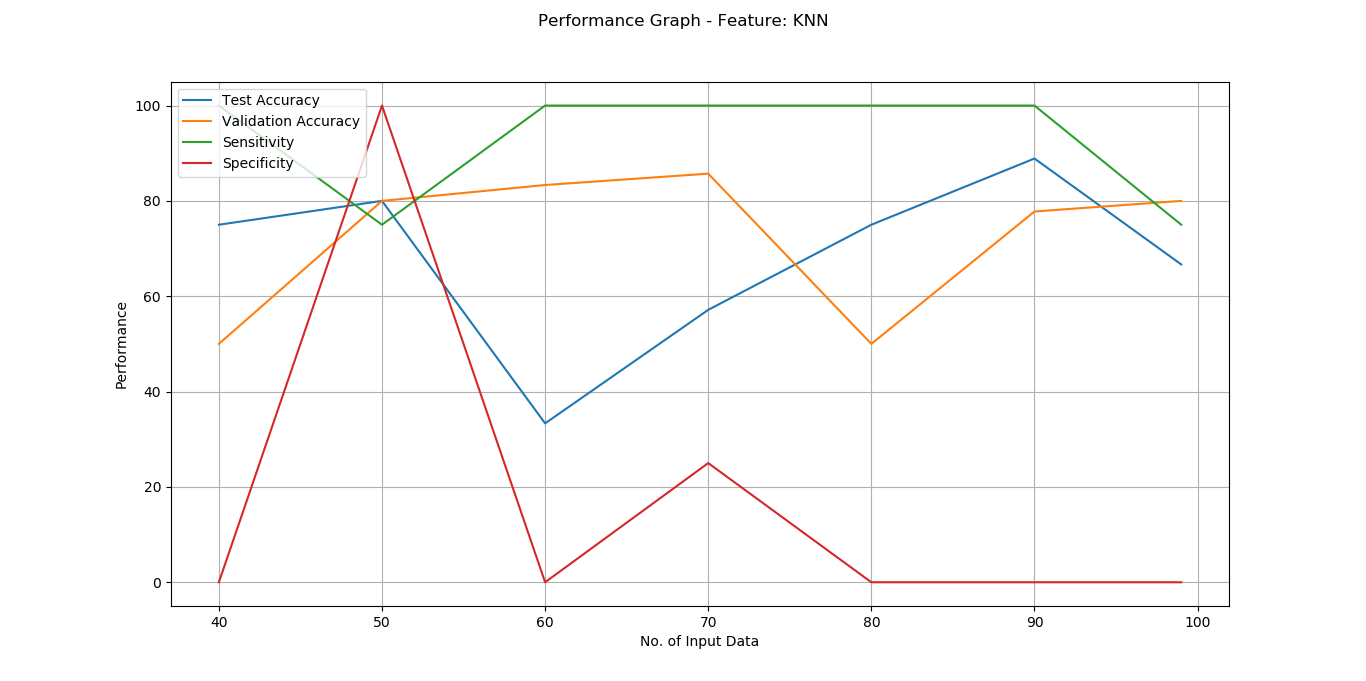 Performance Graph - Feature: KNN
Test Accuracy
Validation Accuracy
Sensitivity
Specificity
100
80
60
40
20
0
Performance
40 50 60 70 80 90 100
No. of Input Data